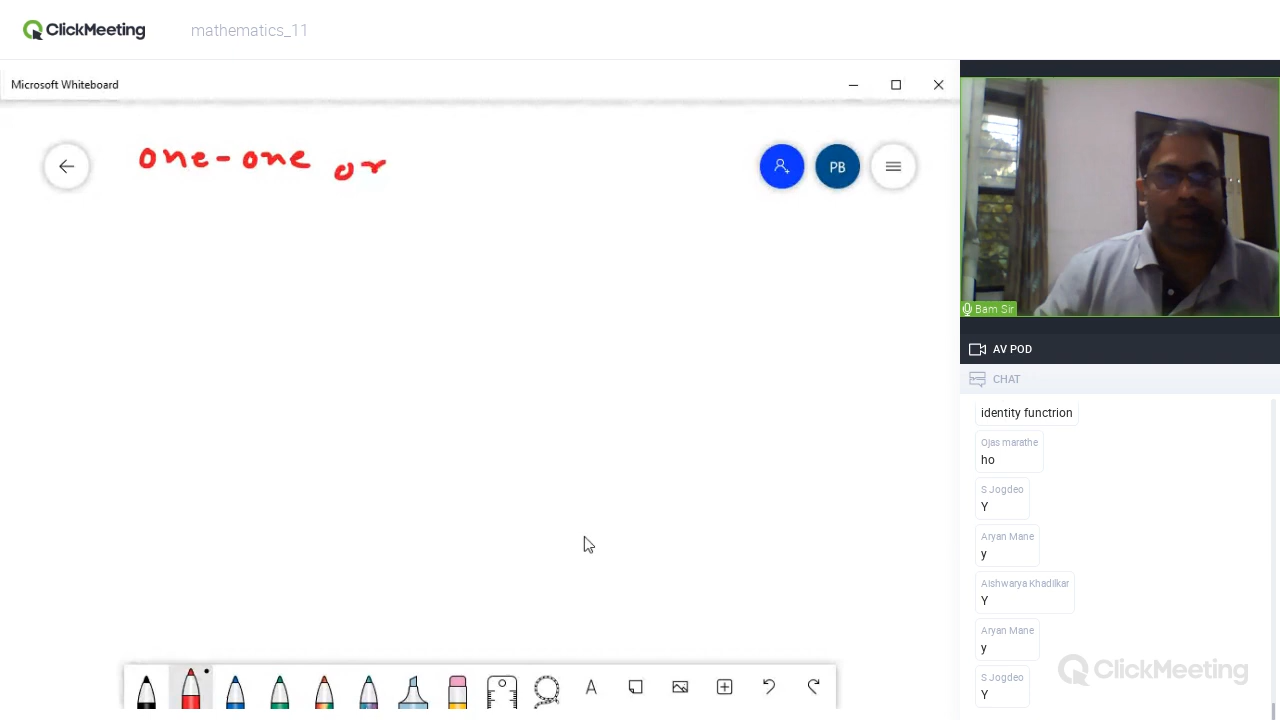 ClickMeeting mathematics_11
Microsoft Whiteboard
one-one or
PB
Bam Sir
AV POD
CHAT
identity functrion
Ojas marathe
ho
S Jogdeo
Y
Aryan Mane
y
Aishwarya Khadilkar
Y
Aryan Mane
y
S Jogdeo
Y
ClickMeeting
A